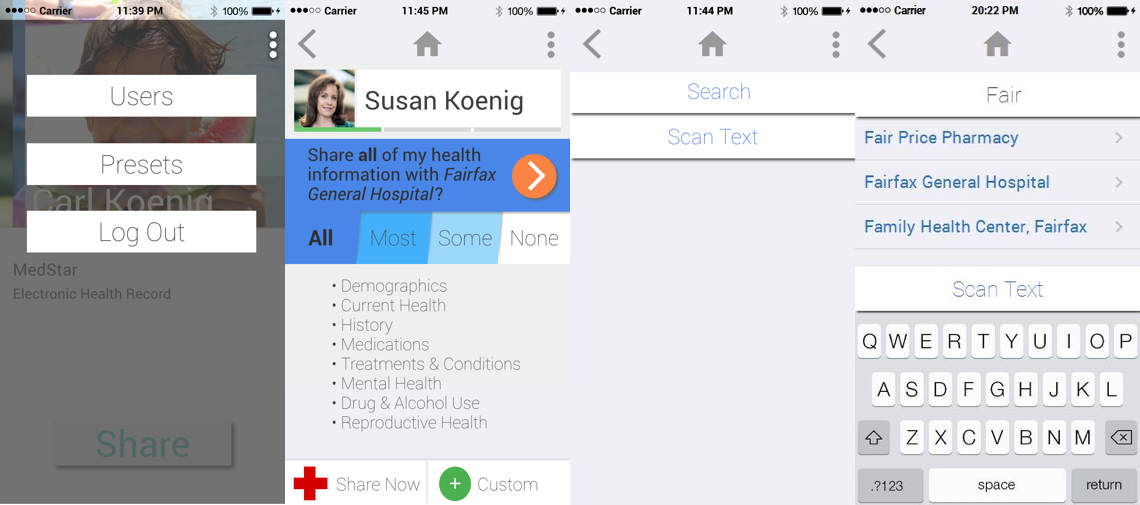 Carrier 11:39 PM 100%
Users
Presets
Carl Koenig
Log Out
MedStar
Electronic Health Record
Share
Carrier 11:45 PM 100%
Susan Koenig
Share all of my health
information with Fairfax
General Hospital?
All Most Some None
• Demographics
• Current Health
• History
• Medications
• Treatments & Conditions
• Mental Health
• Drug & Alcohol Use
• Reproductive Health
Share Now Custom
Carrier 11:44 PM 100%
Search
Scan Text
Carrier 20:22 PM 100%
Fair
Fair Price Pharmacy
Fairfax General Hospital
Family Health Center, Fairfax
Scan Text
Q W E R T Y U I O P
A S D F G H J K L
Z X C V B N M
.?123 space return